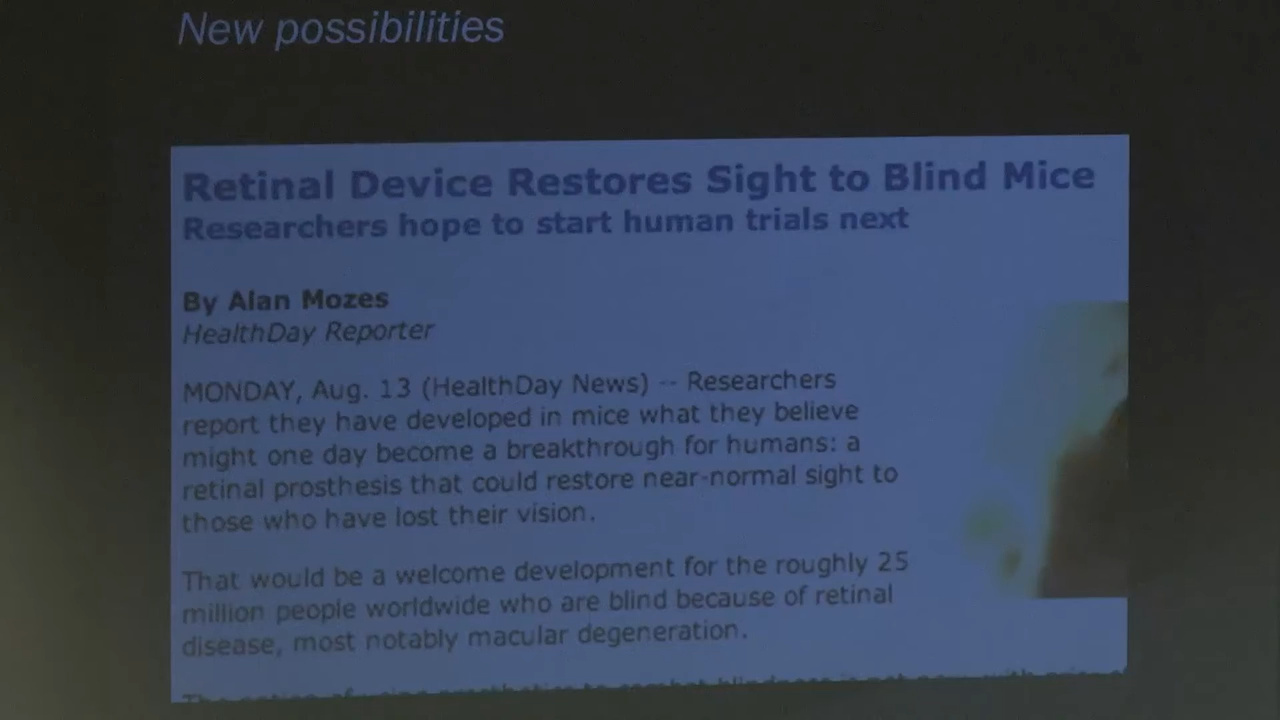 New possibilities
Retinal Device Restores Sight to Blind Mice
Researchers hope to start human trials next
By Alan Mozes
HealthDay Reporter
MONDAY, Aug. 13 (HealthDay News) -- Researchers
report they have developed in mice what they believe
might one day become a breakthrough for humans: a
retinal prosthesis that could restore near-normal sight to
those who have lost their vision.
That would be a welcome development for the roughly 25
million people worldwide who are blind because of retinal
disease, most notably macular degeneration.